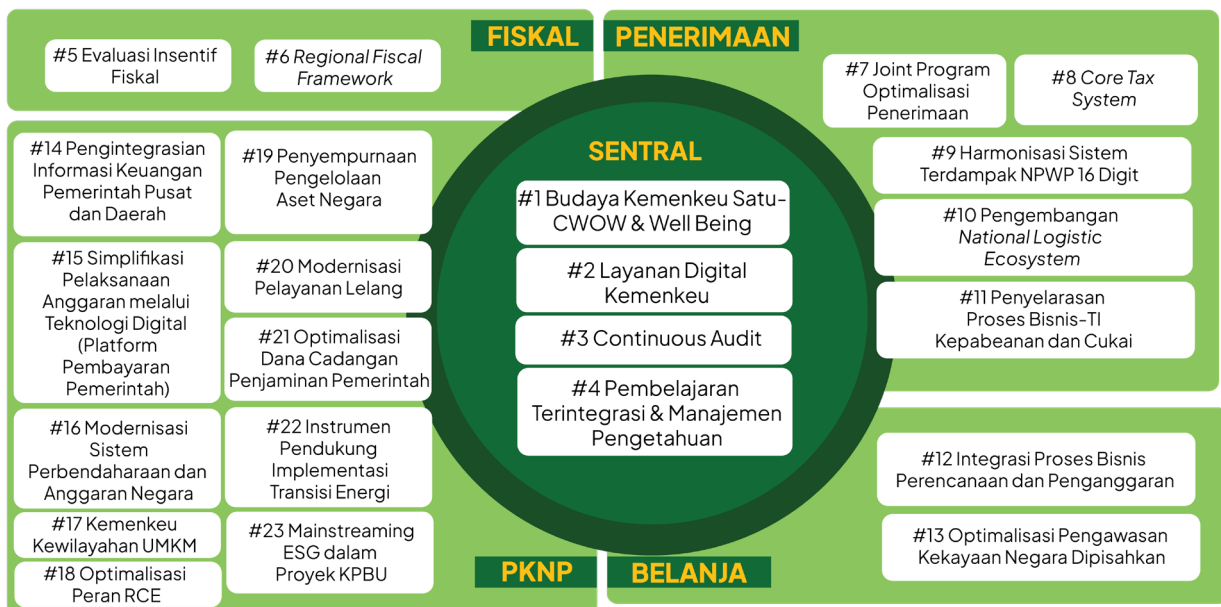 FISKAL
#5 Evaluasi Insentif
Fiskal
#6 Regional Fiscal
Framework
PENERIMAAN
#7 Joint Program
Optimalisasi
Penerimaan
#8 Core Tax
System
#9 Harmonisasi Sistem
Terdampak NPWP 16 Digit
#10 Pengembangan
National Logistic
Ecosystem
#11 Penyelarasan
Proses Bisnis-TI
Kepabeanan dan Cukai
SENTRAL
#1 Budaya Kemenkeu Satu-
CWOW & Well Being
#2 Layanan Digital
Kemenkeu
#3 Continuous Audit
#4 Pembelajaran
Terintegrasi & Manajemen
Pengetahuan
#14 Pengintegrasian
Informasi Keuangan
Pemerintah Pusat
dan Daerah
#15 Simplifikasi
Pelaksanaan
Anggaran melalui
Teknologi Digital
(Platform
Pembayaran
Pemerintah)
#16 Modernisasi
Sistem
Perbendaharaan dan
Anggaran Negara
#17 Kemenkeu
Kewilayahan UMKM
#18 Optimalisasi
Peran RCE
#19 Penyempurnaan
Pengelolaan
Aset Negara
#20 Modernisasi
Pelayanan Lelang
#21 Optimalisasi
Dana Cadangan
Penjaminan Pemerintah
#22 Instrumen
Pendukung
Implementasi
Transisi Energi
#23 Mainstreaming
ESG dalam
Proyek KPBU
PKNP
BELANJA
#12 Integrasi Proses Bisnis
Perencanaan dan Penganggaran
#13 Optimalisasi Pengawasan
Kekayaan Negara Dipisahkan